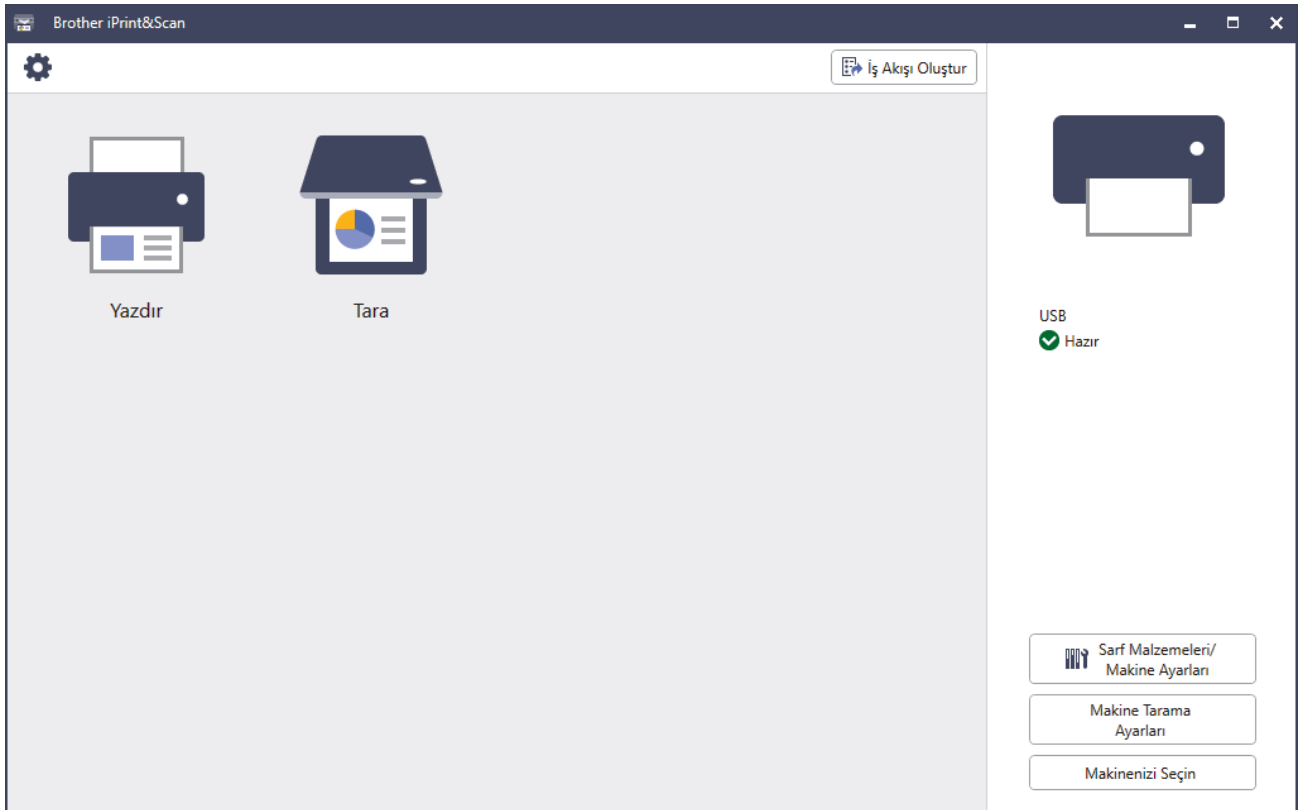 Brother iPrint&Scan
İş Akışı Oluştur
Yazdır
Tara
USB
Hazır
Sarf Malzemeleri/
Makine Ayarları
Makine Tarama
Ayarları
Makinenizi Seçin